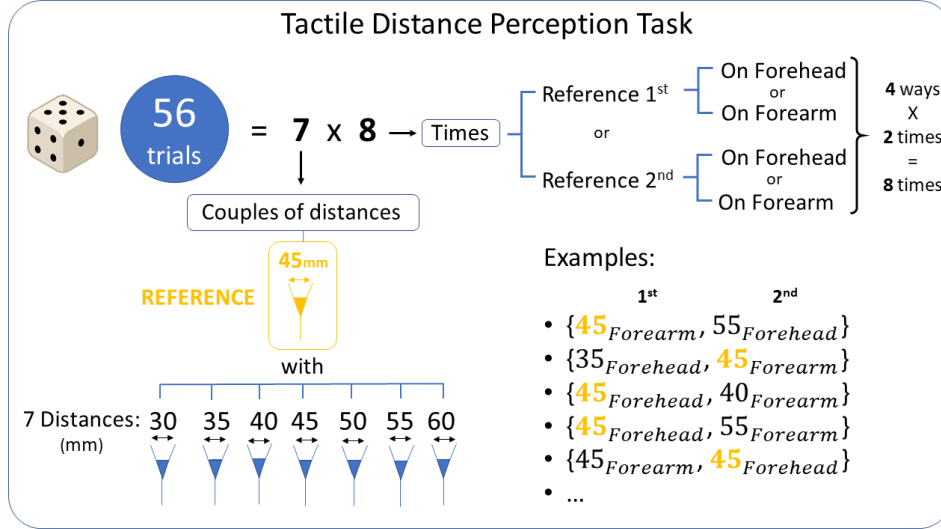 Tactile Distance Perception Task
56
trials
= 7 x 8
Times
Reference 1st
or
Reference 2nd
On Forehead
or
On Forearm
On Forehead
or
On Forearm
4 ways
X
2 times
=
8 times
Couples of distances
REFERENCE
45mm
with
7 Distances: 30 35 40 45 50 55 60
(mm)
Examples:
1st 2nd
• {45Forearm, 55Forehead}
• {35Forehead, 45Forearm}
• {45Forehead, 40Forearm}
• {45Forehead, 55Forearm}
• {45Forearm, 45Forehead}
• ...